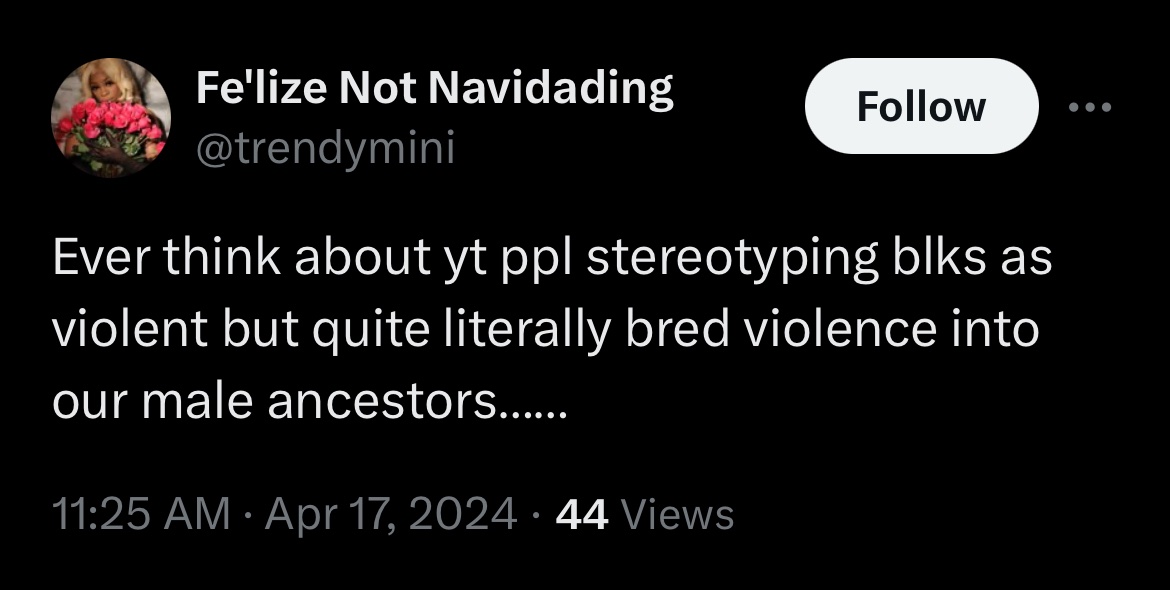 Fe'lize Not Navidading
Follow
@trendymini
Ever think about yt ppl stereotyping blks as
violent but quite literally bred violence into
our male ancestors......
11:25 AM · Apr 17, 2024 · 44 Views